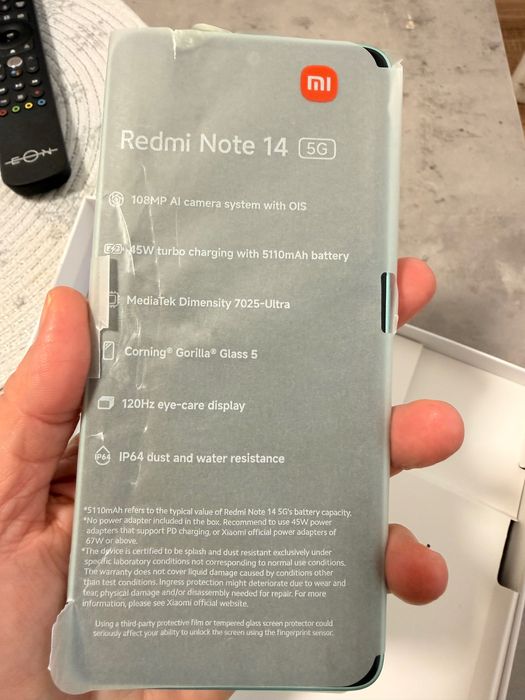 EON
mi
Redmi Note 14 5G
108MP AI camera system with OIS
45W turbo charging with 5110mAh battery
MediaTek Dimensity 7025-Ultra
Corning® Gorilla® Glass 5
120Hz eye-care display
IP64 IP64 dust and water resistance
*5110mAh refers to the typical value of Redmi Note 14 5G's battery capacity.
*No power adapter included in the box. Recommend to use 45W power
adapters that support PD charging, or Xiaomi official power adapters of
67W or above.
*The device is certified to be splash and dust resistant exclusively under
specific laboratory conditions not corresponding to normal use conditions.
The warranty does not cover liquid damage caused by conditions other
than test conditions. Ingress protection might deteriorate due to wear and
tear, physical damage and/or disassembly needed for repair. For more
information, please see Xiaomi official website.
Using a third-party protective film or tempered glass screen protector could
seriously affect your ability to unlock the screen using the fingerprint sensor.